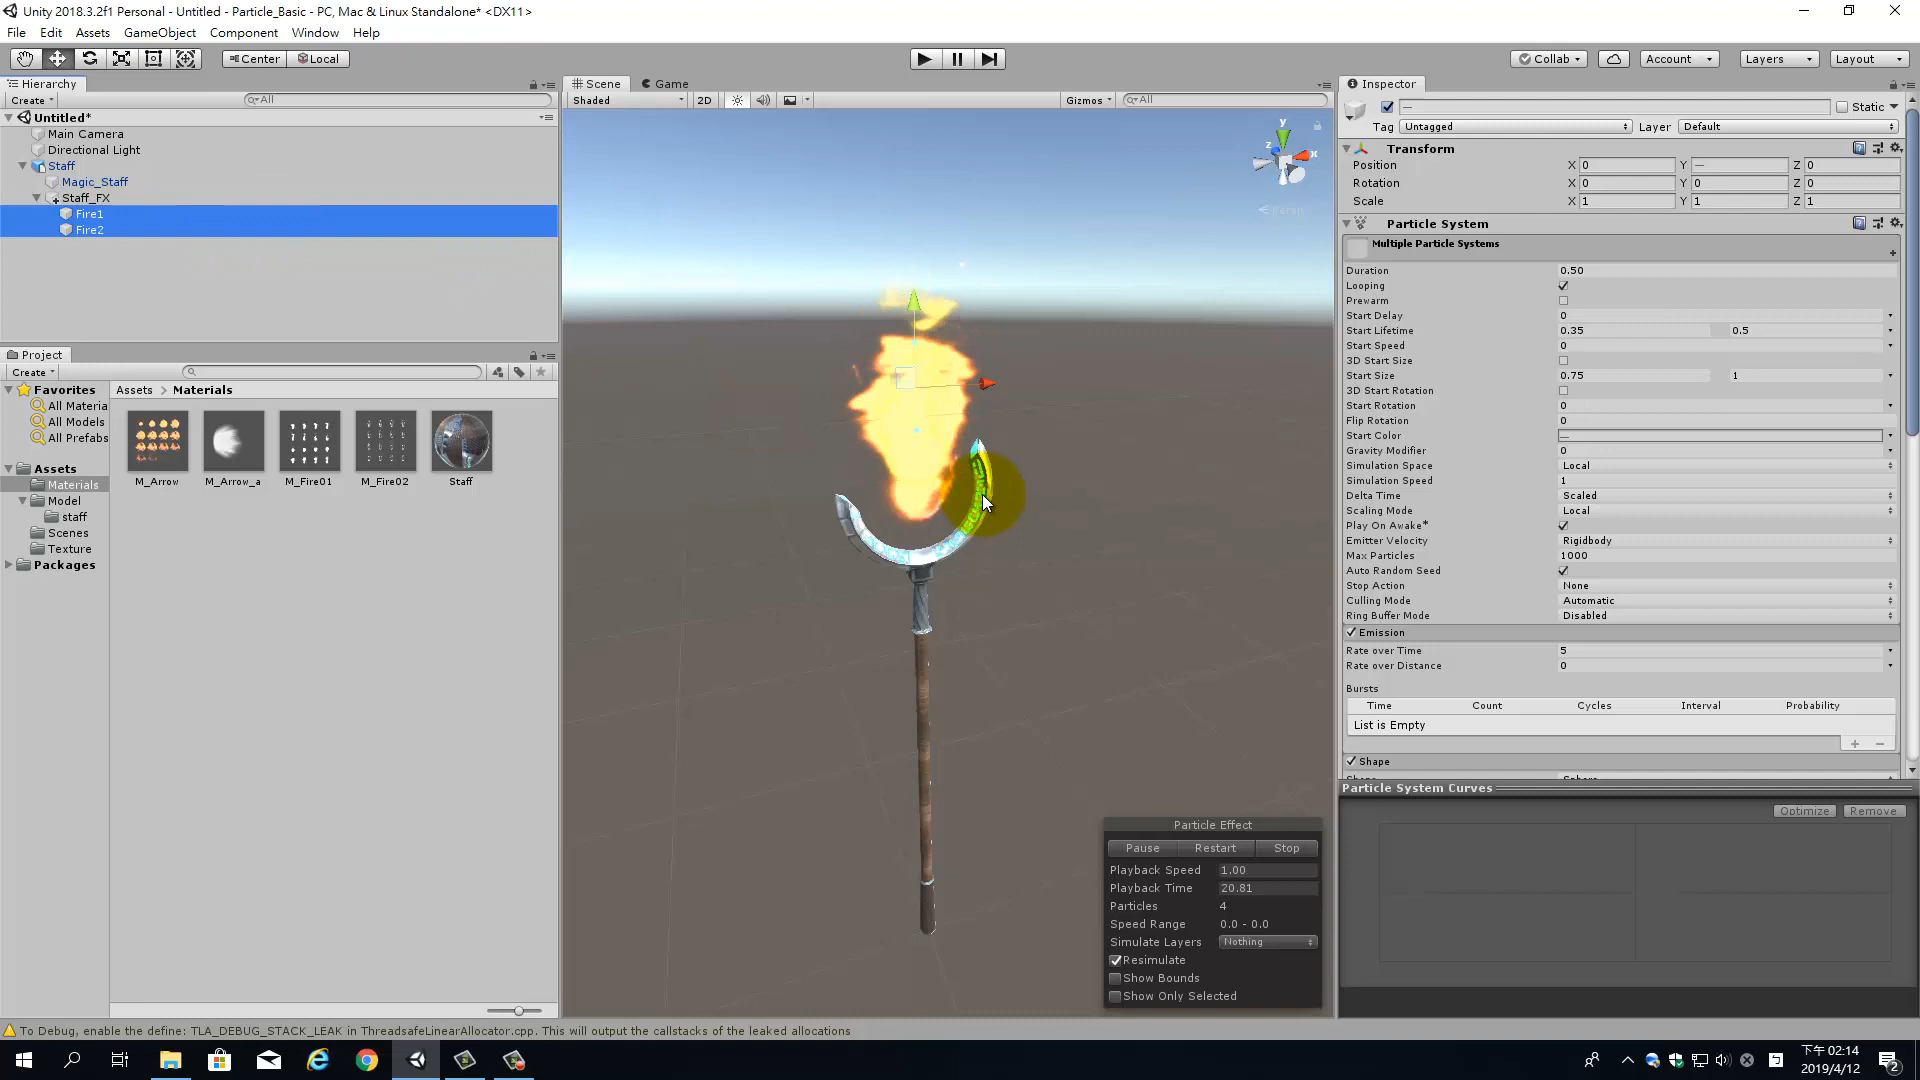 Unity 2018.3.2f1 Personal - Untitled - Particle_Basic - PC, Mac & Linux Standalone* <DX11>
File Edit Assets GameObject Component Window Help
Center Local Collab Account Layers Layout
Hierarchy
Create All
Untitled*
Main Camera
Directional Light
Staff
Magic_Staff
Staff_FX
Fire1
Fire2
Project
Create
Favorites
All Materia
All Models
All Prefabs
Assets
Materials
Model
staff
Scenes
Texture
Packages
Assets > Materials
M_Arrow M_Arrow_a M_Fire01 M_Fire02 Staff
Scene Game
Shaded 2D Gizmos All
y
z x
Persp
Particle Effect
Pause Restart Stop
Playback Speed 1.00
Playback Time 20.81
Particles 4
Speed Range 0.0 - 0.0
Simulate Layers Nothing
Resimulate
Show Bounds
Show Only Selected
Inspector
— Static
Tag Untagged Layer Default
Transform
Position X 0 Y — Z 0
Rotation X 0 Y 0 Z 0
Scale X 1 Y 1 Z 1
Particle System
Multiple Particle Systems
Duration 0.50
Looping
Prewarm
Start Delay 0
Start Lifetime 0.35 0.5
Start Speed 0
3D Start Size
Start Size 0.75 1
3D Start Rotation
Start Rotation 0
Flip Rotation 0
Start Color —
Gravity Modifier 0
Simulation Space Local
Simulation Speed 1
Delta Time Scaled
Scaling Mode Local
Play On Awake*
Emitter Velocity Rigidbody
Max Particles 1000
Auto Random Seed
Stop Action None
Culling Mode Automatic
Ring Buffer Mode Disabled
Emission
Rate over Time 5
Rate over Distance 0
Bursts
Time Count Cycles Interval Probability
List is Empty
Shape
Particle System Curves
Optimize Remove
To Debug, enable the define: TLA_DEBUG_STACK_LEAK in ThreadsafeLinearAllocator.cpp. This will output the callstacks of the leaked allocations
下午 02:14
2019/4/12
2